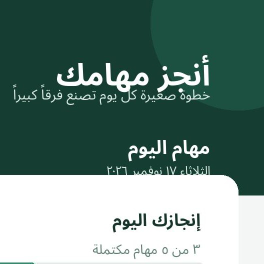 أنجز مهامك
خطوة صغيرة كل يوم تصنع فرقاً كبيراً
مهام اليوم
الثلاثاء ١٧ نوفمبر ٢٠٢٦
إنجازك اليوم
٣ من ٥ مهام مكتملة